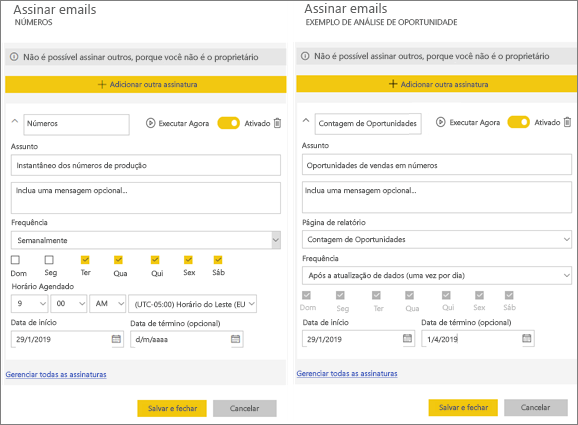 Assinar emails
NÚMEROS
Não é possível assinar outros, porque você não é o proprietário
+ Adicionar outra assinatura
Números
Executar Agora
Ativado
Assunto
Instantâneo dos números de produção
Inclua uma mensagem opcional...
Frequência
Semanalmente
Dom Seg Ter Qua Qui Sex Sáb
Horário Agendado
9 00 AM (UTC-05:00) Horário do Leste (EU
Data de início Data de término (opcional)
29/1/2019 d/m/aaaa
Gerenciar todas as assinaturas
Salvar e fechar Cancelar
Assinar emails
EXEMPLO DE ANÁLISE DE OPORTUNIDADE
Não é possível assinar outros, porque você não é o proprietário
+ Adicionar outra assinatura
Contagem de Oportunidades
Executar Agora
Ativado
Assunto
Oportunidades de vendas em números
Inclua uma mensagem opcional...
Página de relatório
Contagem de Oportunidades
Frequência
Após a atualização de dados (uma vez por dia)
Dom Seg Ter Qua Qui Sex Sáb
Data de início Data de término (opcional)
29/1/2019 1/4/2019
Gerenciar todas as assinaturas
Salvar e fechar Cancelar